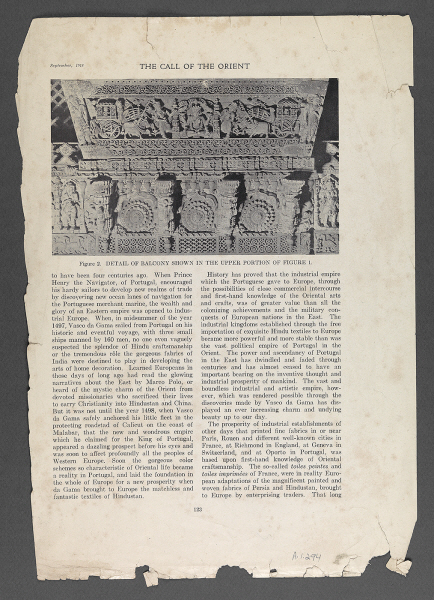 September, 1918
THE CALL OF THE ORIENT
Figure 2. DETAIL OF BALCONY SHOWN IN THE UPPER PORTION OF FIGURE 1.
to have been four centuries ago. When Prince
Henry the Navigator, of Portugal, encouraged
his hardy sailors to develop new realms of trade
by discovering new ocean lanes of navigation for
the Portuguese merchant marine, the wealth and
glory of an Eastern empire was opened to indus-
trial Europe. When, in midsummer of the year
1497, Vasco da Gama sailed from Portugal on his
historic and eventful voyage, with three small
ships manned by 160 men, no one even vaguely
suspected the splendor of Hindu craftsmanship
or the tremendous rôle the gorgeous fabrics of
India were destined to play in developing the
arts of home decoration. Learned Europeans in
those days of long ago had read the glowing
narratives about the East by Marco Polo, or
heard of the mystic charm of the Orient from
devoted missionaries who sacrificed their lives
to carry Christianity into Hindustan and China.
But it was not until the year 1498, when Vasco
da Gama safely anchored his little fleet in the
protecting roadstead of Calicut on the coast of
Malabar, that the new and wondrous empire
which he claimed for the King of Portugal,
appeared a dazzling prospect before his eyes and
was soon to affect profoundly all the peoples of
Western Europe. Soon the gorgeous color
schemes so characteristic of Oriental life became
a reality in Portugal, and laid the foundation in
the whole of Europe for a new prosperity when
da Gama brought to Europe the matchless and
fantastic textiles of Hindustan.
History has proved that the industrial empire
which the Portuguese gave to Europe, through
the possibilities of close commercial intercourse
and first-hand knowledge of the Oriental arts
and crafts, was of greater value than all the
colonizing achievements and the military con-
quests of European nations in the East. The
industrial kingdoms established through the free
importation of exquisite Hindu textiles to Europe
became more powerful and more stable than was
the vast political empire of Portugal in the
Orient. The power and ascendancy of Portugal
in the East has dwindled and faded through
centuries and has almost ceased to have an
important bearing on the inventive thought and
industrial prosperity of mankind. The vast and
boundless industrial and artistic empire, how-
ever, which was rendered possible through the
discoveries made by Vasco da Gama has dis-
played an ever increasing charm and undying
beauty up to our day.
The prosperity of industrial establishments of
other days that printed fine fabrics in or near
Paris, Rouen and different well-known cities in
France, at Richmond in England, at Geneva in
Switzerland, and at Oporto in Portugal, was
based upon first-hand knowledge of Oriental
craftsmanship. The so-called toiles peintes and
toiles imprimées of France, were in reality Euro-
pean adaptations of the magnificent painted and
woven fabrics of Persia and Hindustan, brought
to Europe by enterprising traders. That long
123
A.1.294